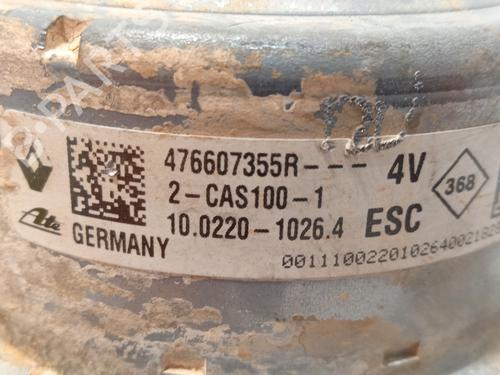 476607355R--- 4V
2-CAS100-1
10.0220-1026.4 ESC
368
Ate GERMANY